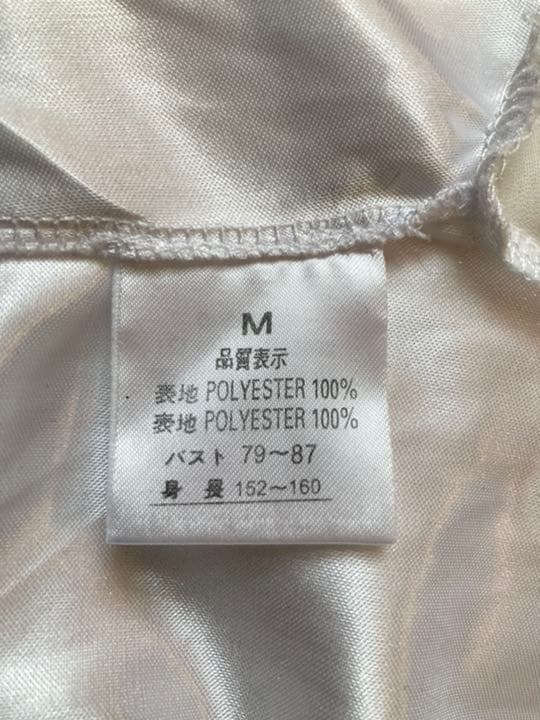 M
品質表示
表地 POLYESTER 100%
表地 POLYESTER 100%
バスト 79〜87
身長 152〜160